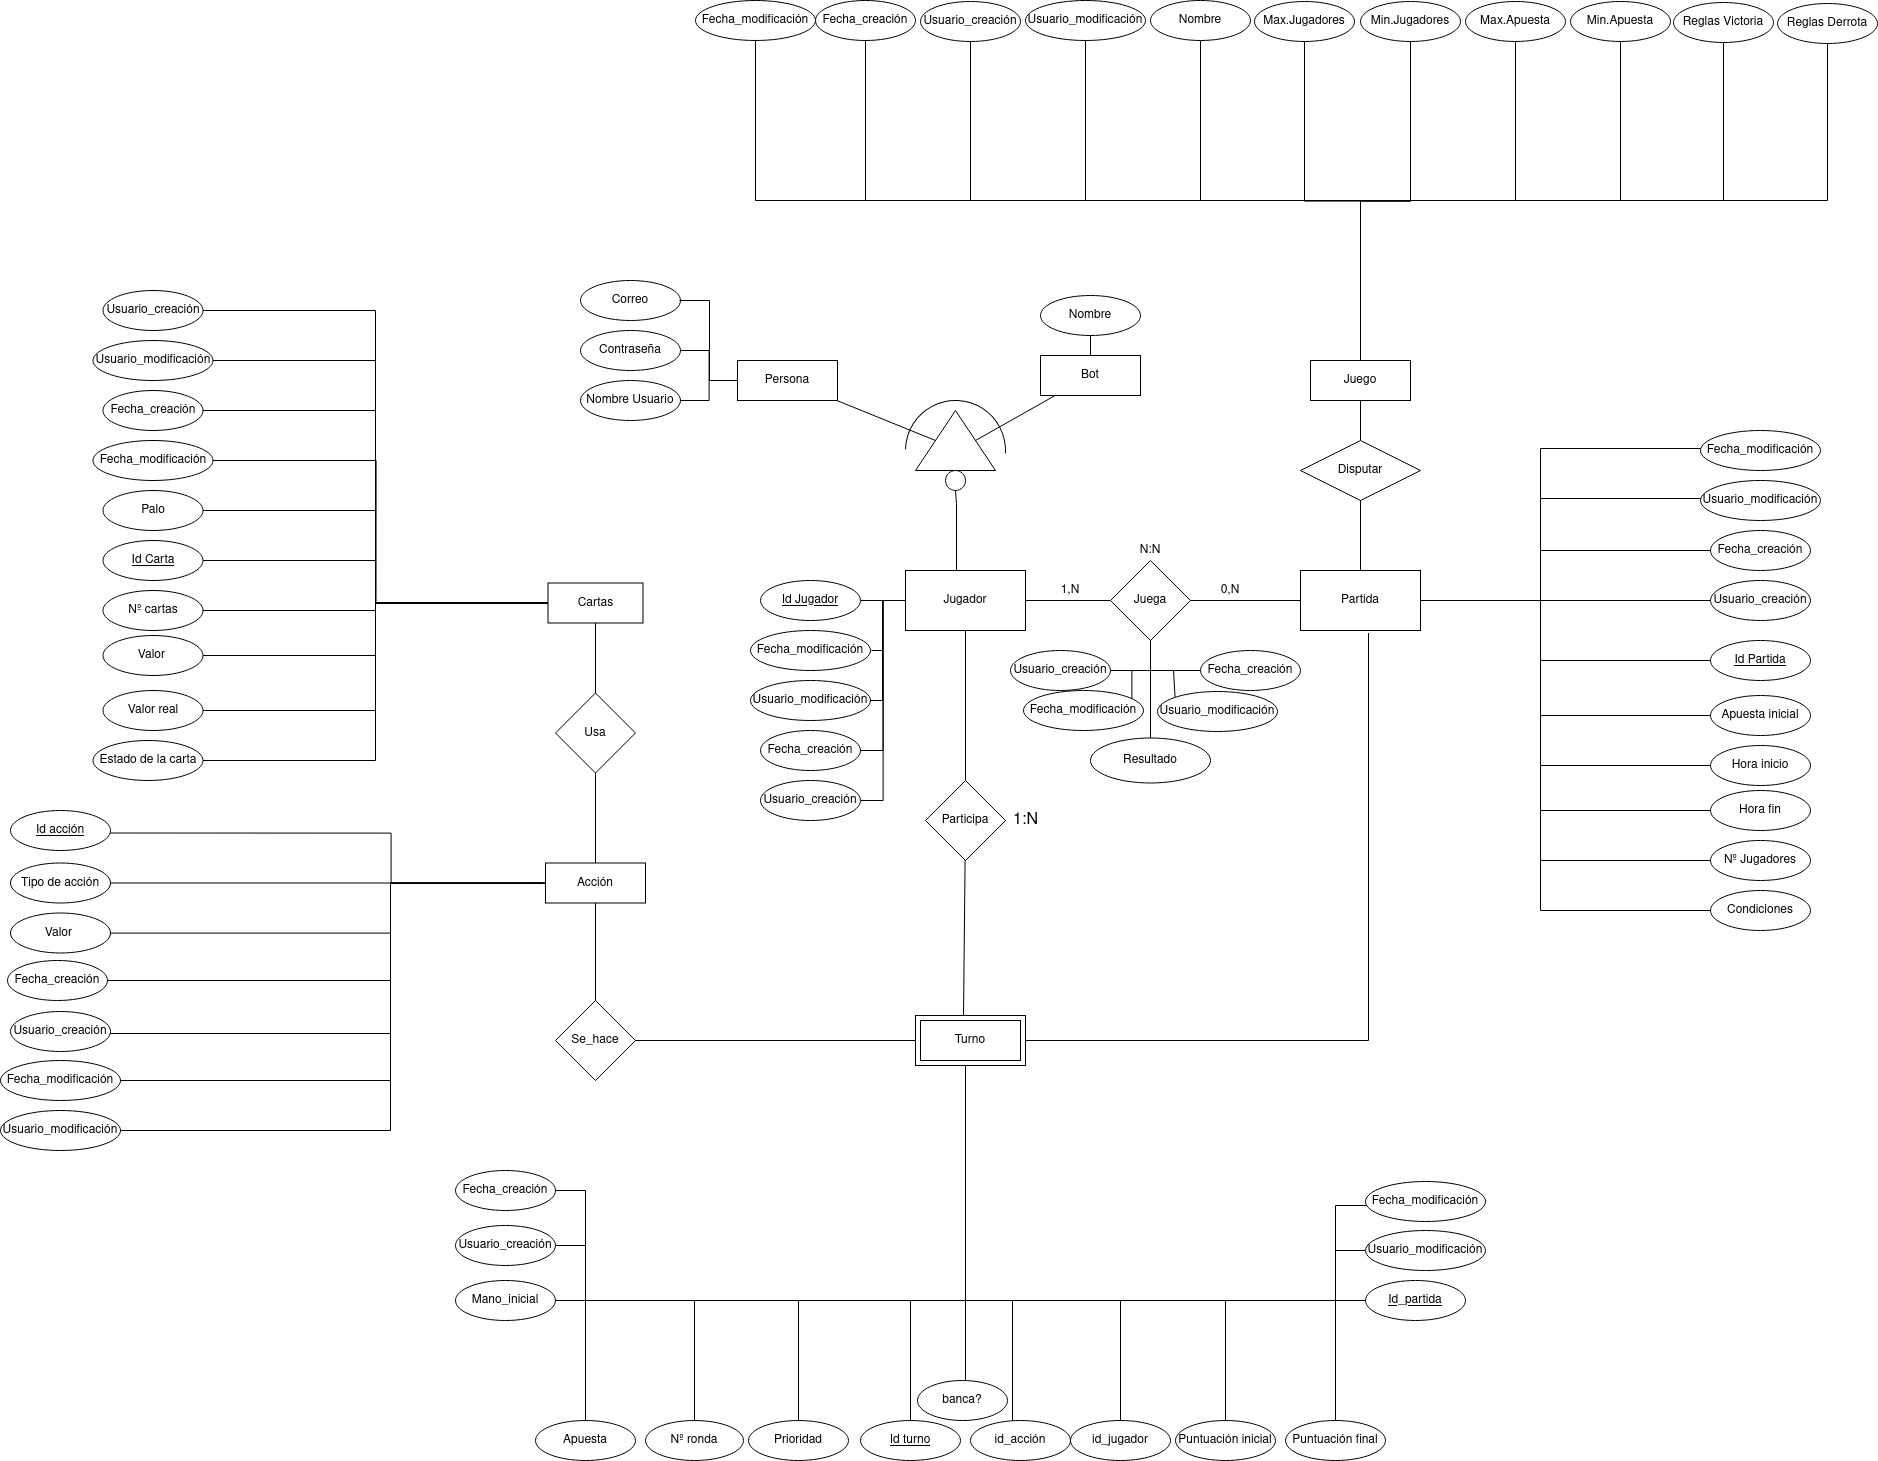 Fecha_modificación
Fecha_creación
Usuario_creación
Usuario_modificación
Nombre
Max.Jugadores
Min.Jugadores
Max.Apuesta
Min.Apuesta
Reglas Victoria
Reglas Derrota
Usuario_creación
Usuario_modificación
Fecha_creación
Fecha_modificación
Palo
Id Carta
Nº cartas
Valor
Valor real
Estado de la carta
Correo
Contraseña
Nombre Usuario
Persona
Nombre
Bot
Juego
Disputar
Cartas
Usa
Id Jugador
Fecha_modificación
Usuario_modificación
Fecha_creación
Usuario_creación
Jugador
1,N
N:N
Juega
0,N
Partida
Usuario_creación
Fecha_creación
Fecha_modificación
Usuario_modificación
Resultado
Fecha_modificación
Usuario_modificación
Fecha_creación
Usuario_creación
Id Partida
Apuesta inicial
Hora inicio
Hora fin
Nº Jugadores
Condiciones
Participa
1:N
Id acción
Tipo de acción
Valor
Fecha_creación
Usuario_creación
Fecha_modificación
Usuario_modificación
Acción
Se_hace
Turno
Fecha_creación
Usuario_creación
Mano_inicial
Fecha_modificación
Usuario_modificación
Id_partida
banca?
Apuesta
Nº ronda
Prioridad
Id turno
id_acción
id_jugador
Puntuación inicial
Puntuación final